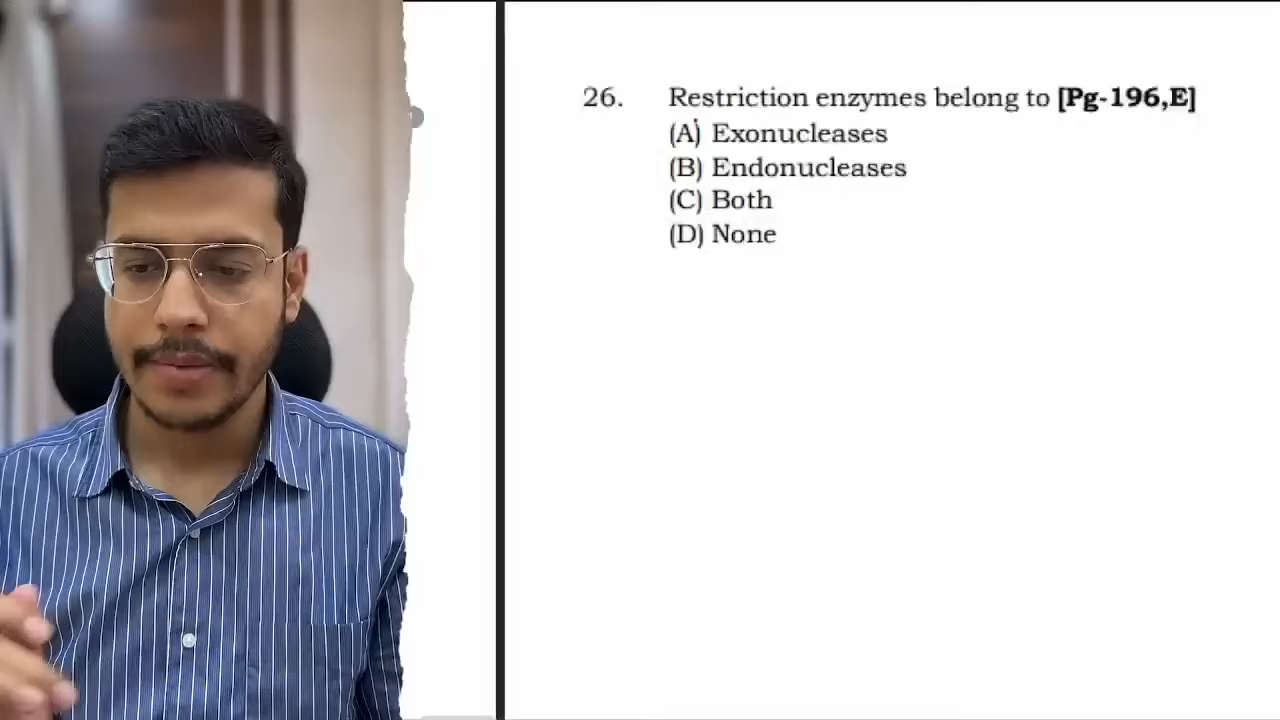 26. Restriction enzymes belong to [Pg-196,E]
(A) Exonucleases
(B) Endonucleases
(C) Both
(D) None